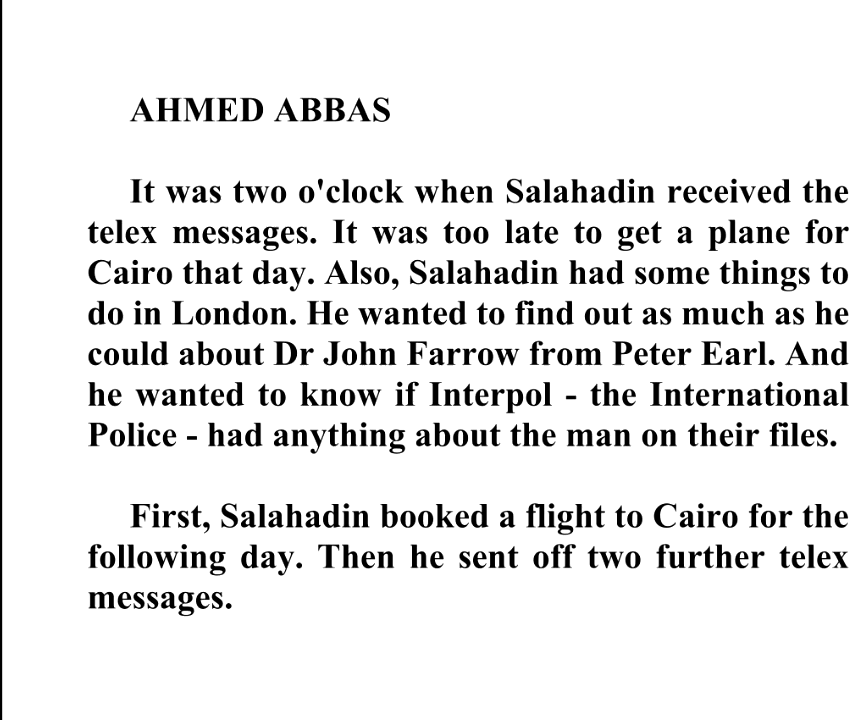 AHMED ABBAS
It was two o'clock when Salahadin received the
telex messages. It was too late to get a plane for
Cairo that day. Also, Salahadin had some things to
do in London. He wanted to find out as much as he
could about Dr John Farrow from Peter Earl. And
he wanted to know if Interpol - the International
Police - had anything about the man on their files.
First, Salahadin booked a flight to Cairo for the
following day. Then he sent off two further telex
messages.